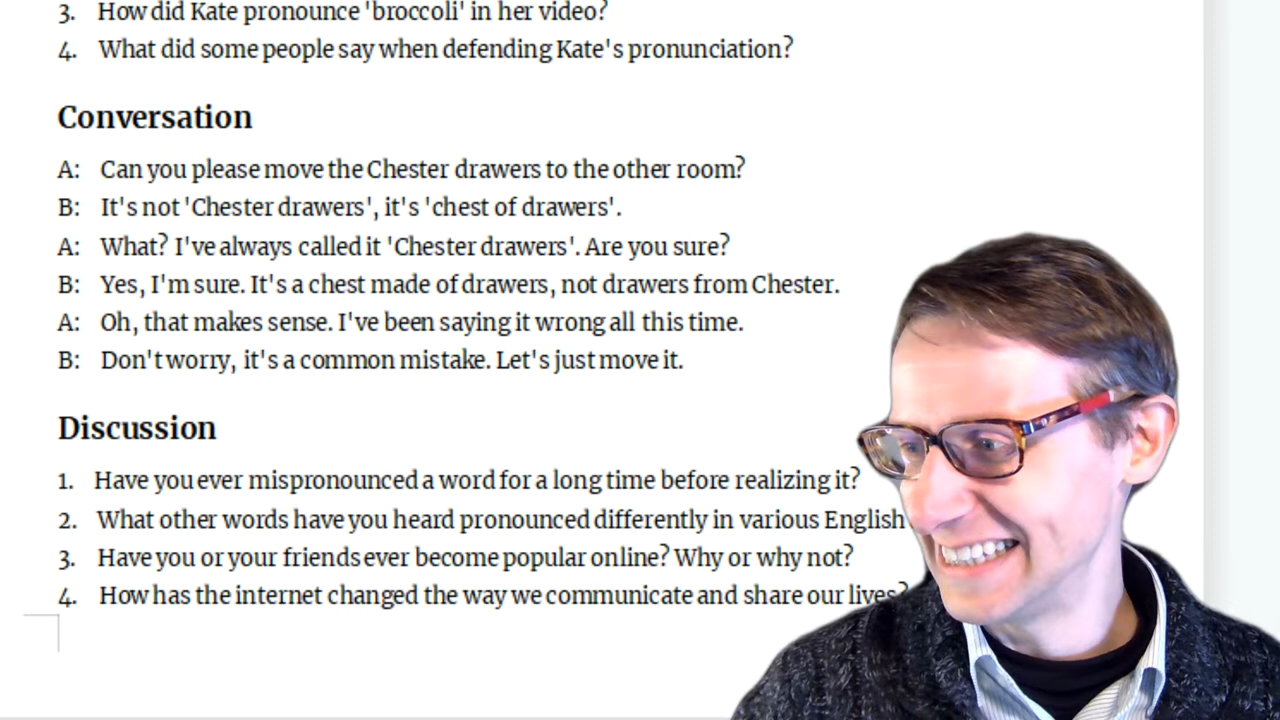 3. How did Kate pronounce 'broccoli' in her video?
4. What did some people say when defending Kate's pronunciation?
Conversation
A: Can you please move the Chester drawers to the other room?
B: It's not 'Chester drawers', it's 'chest of drawers'.
A: What? I've always called it 'Chester drawers'. Are you sure?
B: Yes, I'm sure. It's a chest made of drawers, not drawers from Chester.
A: Oh, that makes sense. I've been saying it wrong all this time.
B: Don't worry, it's a common mistake. Let's just move it.
Discussion
1. Have you ever mispronounced a word for a long time before realizing it?
2. What other words have you heard pronounced differently in various English
3. Have you or your friends ever become popular online? Why or why not?
4. How has the internet changed the way we communicate and share our lives?